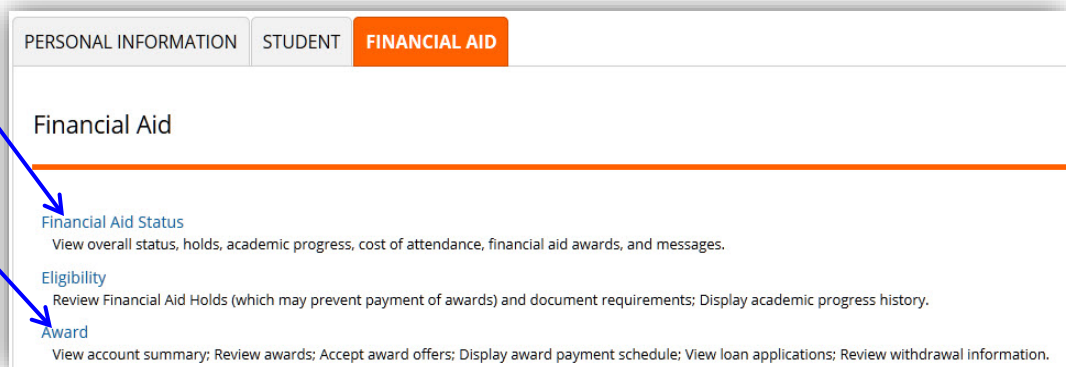 PERSONAL INFORMATION STUDENT FINANCIAL AID
Financial Aid
Financial Aid Status
View overall status, holds, academic progress, cost of attendance, financial aid awards, and messages.
Eligibility
Review Financial Aid Holds (which may prevent payment of awards) and document requirements; Display academic progress history.
Award
View account summary; Review awards; Accept award offers; Display award payment schedule; View loan applications; Review withdrawal information.